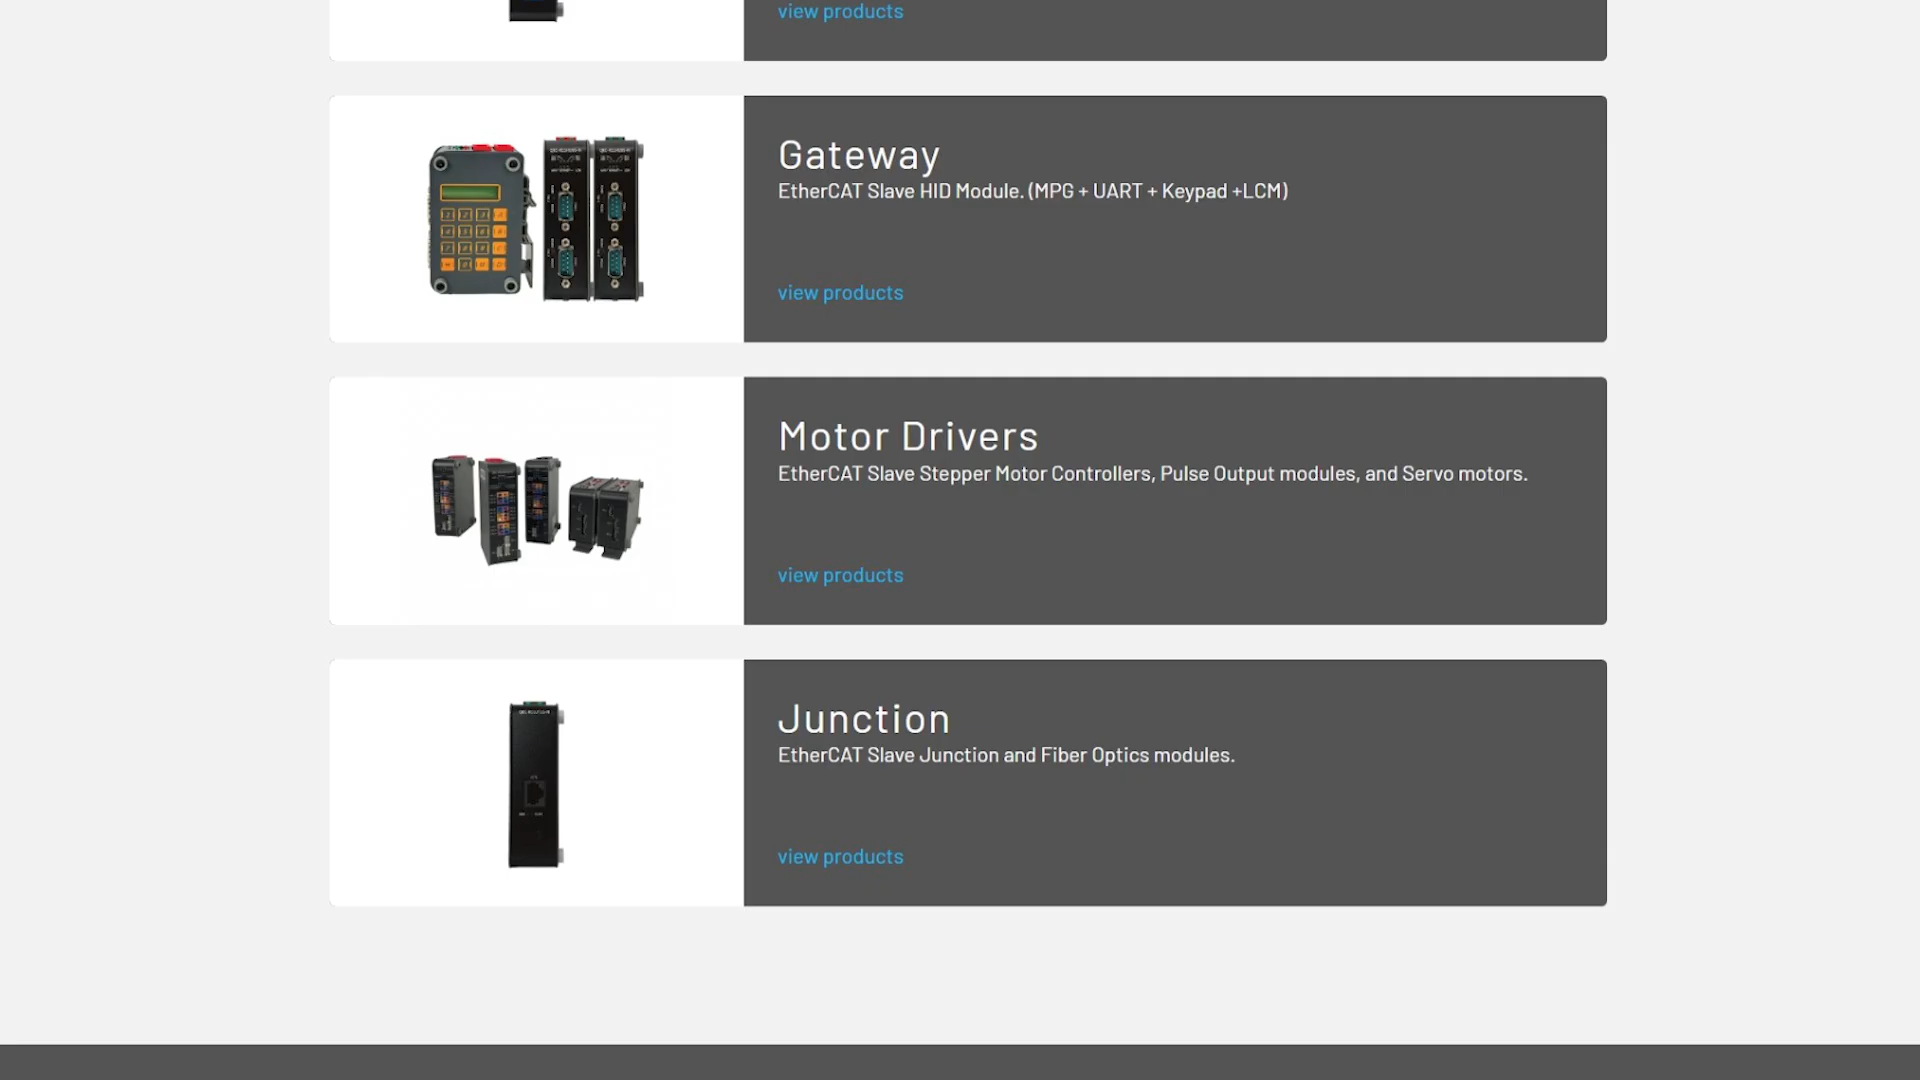 view products
Gateway
EtherCAT Slave HID Module. (MPG + UART + Keypad +LCM)
view products
Motor Drivers
EtherCAT Slave Stepper Motor Controllers, Pulse Output modules, and Servo motors.
view products
Junction
EtherCAT Slave Junction and Fiber Optics modules.
view products